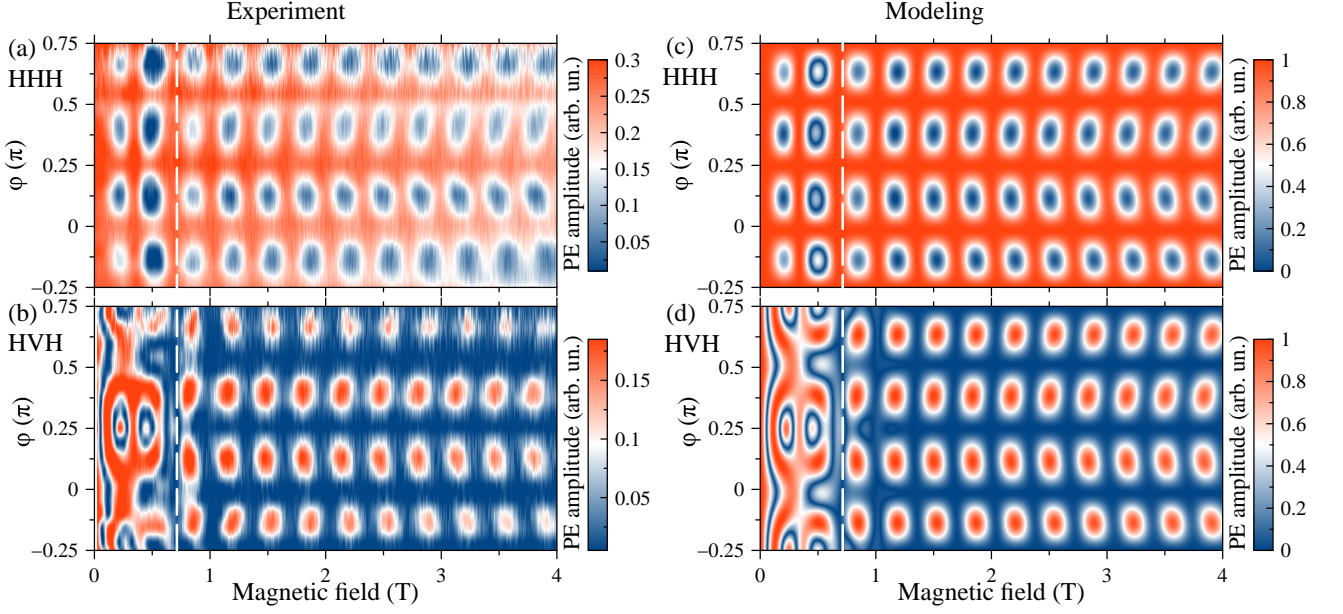 Experiment
Modeling
(a)
HHH
φ (π)
0.75
0.5
0.25
0
−0.25
0.3
0.25
0.20
0.15
0.10
0.05
PE amplitude (arb. un.)
(c)
HHH
φ (π)
0.75
0.5
0.25
0
−0.25
1
0.8
0.6
0.4
0.2
0
PE amplitude (arb. un.)
(b)
HVH
φ (π)
0.75
0.5
0.25
0
−0.25
0 1 2 3 4
Magnetic field (T)
0.15
0.10
0.05
PE amplitude (arb. un.)
(d)
HVH
φ (π)
0.75
0.5
0.25
0
−0.25
0 1 2 3 4
Magnetic field (T)
1
0.8
0.6
0.4
0.2
0
PE amplitude (arb. un.)